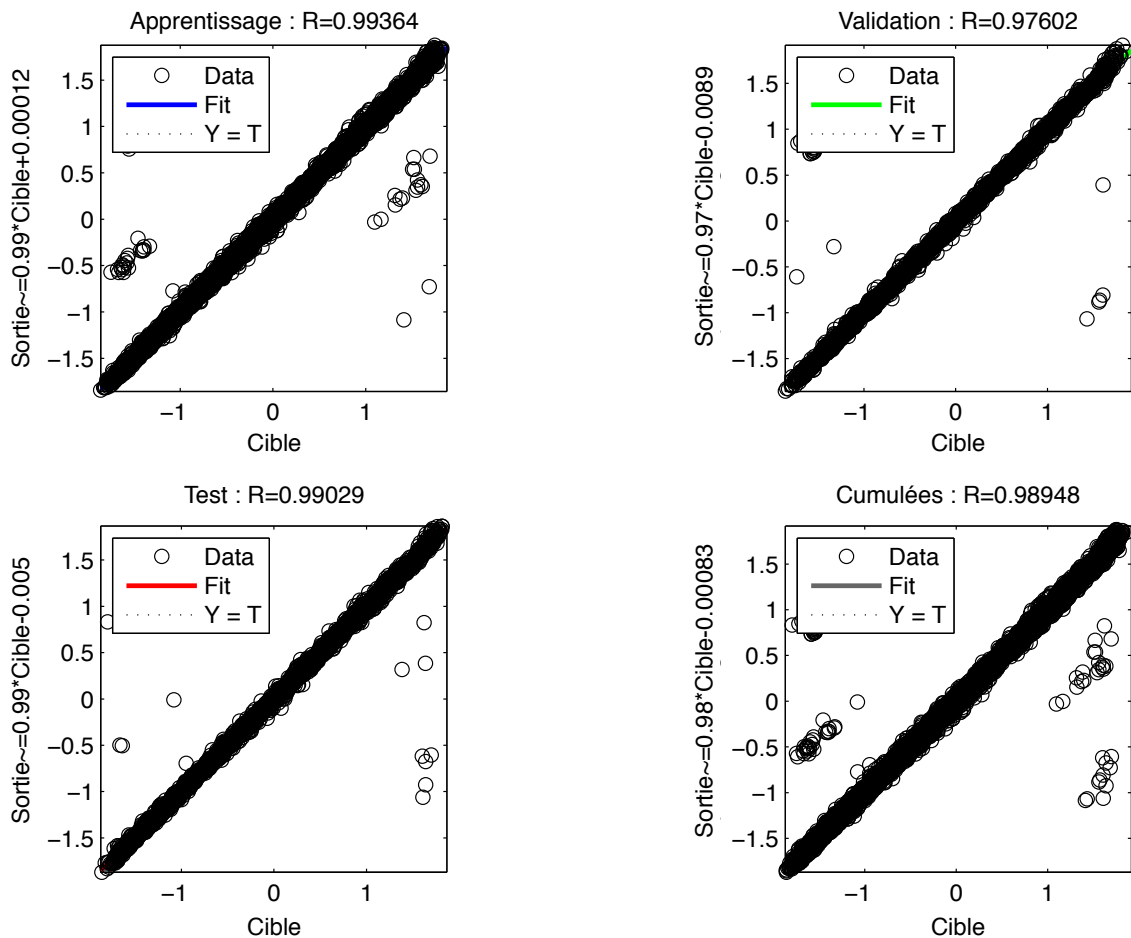 Apprentissage : R=0.99364
Sortie~=0.99*Cible+0.00012
1.5
1
0.5
0
−0.5
−1
−1.5
Data
Fit
Y = T
−1
0
1
Cible
Validation : R=0.97602
Sortie~=0.97*Cible-0.0089
1.5
1
0.5
0
−0.5
−1
−1.5
Data
Fit
Y = T
−1
0
1
Cible
Test : R=0.99029
Sortie~=0.99*Cible-0.005
1.5
1
0.5
0
−0.5
−1
−1.5
Data
Fit
Y = T
−1
0
1
Cible
Cumulées : R=0.98948
Sortie~=0.98*Cible-0.00083
1.5
1
0.5
0
−0.5
−1
−1.5
Data
Fit
Y = T
−1
0
1
Cible